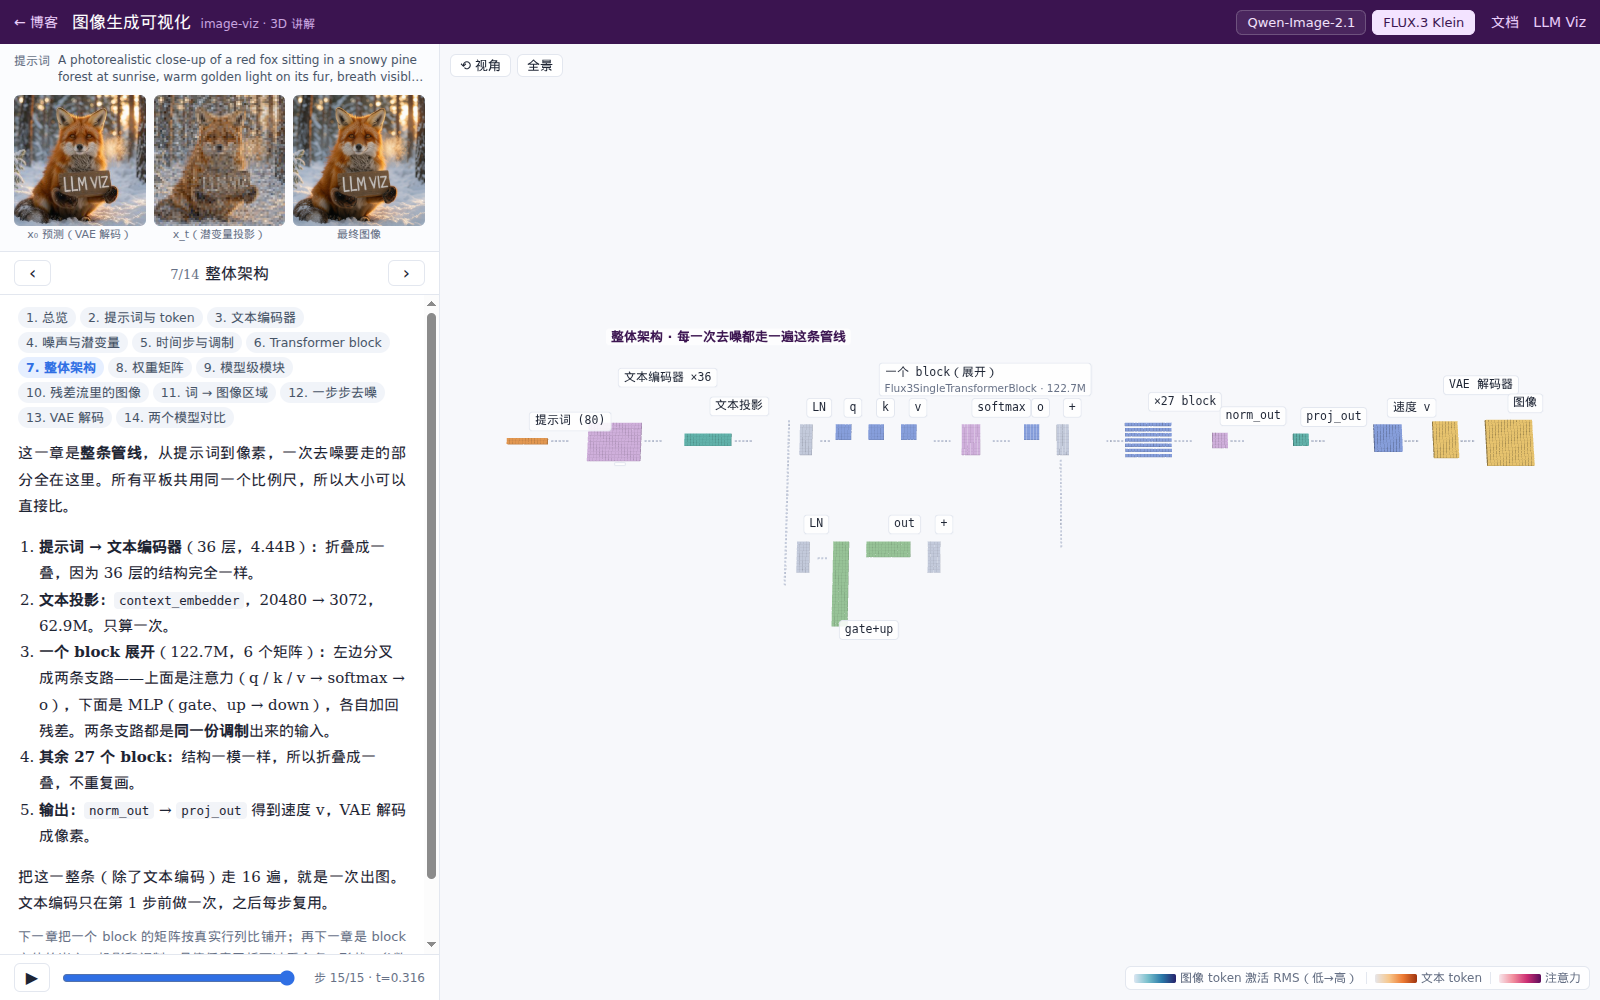 ← 博客 图像生成可视化 image-viz · 3D 讲解
Qwen-Image-2.1 FLUX.3 Klein 文档 LLM Viz
提示词 A photorealistic close-up of a red fox sitting in a snowy pine
forest at sunrise, warm golden light on its fur, breath visibl…
LLM VIZ
LLM VIZ
LLM VIZ
x₀ 预测（VAE 解码） x_t（潜变量投影） 最终图像
‹ 7/14 整体架构 ›
1. 总览 2. 提示词与 token 3. 文本编码器
4. 噪声与潜变量 5. 时间步与调制 6. Transformer block
7. 整体架构 8. 权重矩阵 9. 模型级模块
10. 残差流里的图像 11. 词 → 图像区域 12. 一步步去噪
13. VAE 解码 14. 两个模型对比
这一章是整条管线，从提示词到像素，一次去噪要走的部
分全在这里。所有平板共用同一个比例尺，所以大小可以
直接比。
1. 提示词 → 文本编码器（36 层，4.44B）：折叠成一
叠，因为 36 层的结构完全一样。
2. 文本投影：context_embedder，20480 → 3072，
62.9M。只算一次。
3. 一个 block 展开（122.7M，6 个矩阵）：左边分叉
成两条支路——上面是注意力（q / k / v → softmax →
o），下面是 MLP（gate、up → down），各自加回
残差。两条支路都是同一份调制出来的输入。
4. 其余 27 个 block：结构一模一样，所以折叠成一
叠，不重复画。
5. 输出：norm_out → proj_out 得到速度 v，VAE 解码
成像素。
把这一整条（除了文本编码）走 16 遍，就是一次出图。
文本编码只在第 1 步前做一次，之后每步复用。
下一章把一个 block 的矩阵按真实行列比铺开；再下一章是 block
▶ 步 15/15 · t=0.316
⟲ 视角 全景
整体架构 · 每一次去噪都走一遍这条管线
提示词 (80)
文本编码器 ×36
文本投影
一个 block（展开）
Flux3SingleTransformerBlock · 122.7M
LN q k v softmax o +
LN out +
gate+up
×27 block
norm_out
proj_out
速度 v
VAE 解码器
图像
图像 token 激活 RMS（低→高） 文本 token 注意力